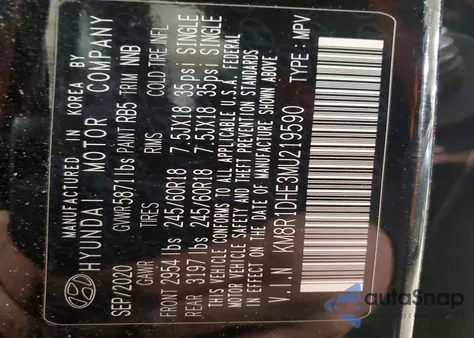 MANUFACTURED IN KOREA BY
HYUNDAI MOTOR COMPANY
SEP/2020 GVWR 5871lbs PAINT RB5 TRIM NNB
GAWR TIRES RIMS COLD TIRE INFL
FRONT 2954 lbs 245/60R18 7.5JX18 35psi SINGLE
REAR 3197 lbs 245/60R18 7.5JX18 35psi SINGLE
THIS VEHICLE CONFORMS TO ALL APPLICABLE U.S.A. FEDERAL
MOTOR VEHICLE SAFETY AND THEFT PREVENTION STANDARDS
IN EFFECT ON THE DATE OF MANUFACTURE SHOWN ABOVE
V.I.N KM8R1DHE3MU219590 TYPE : MPV
autaSnap